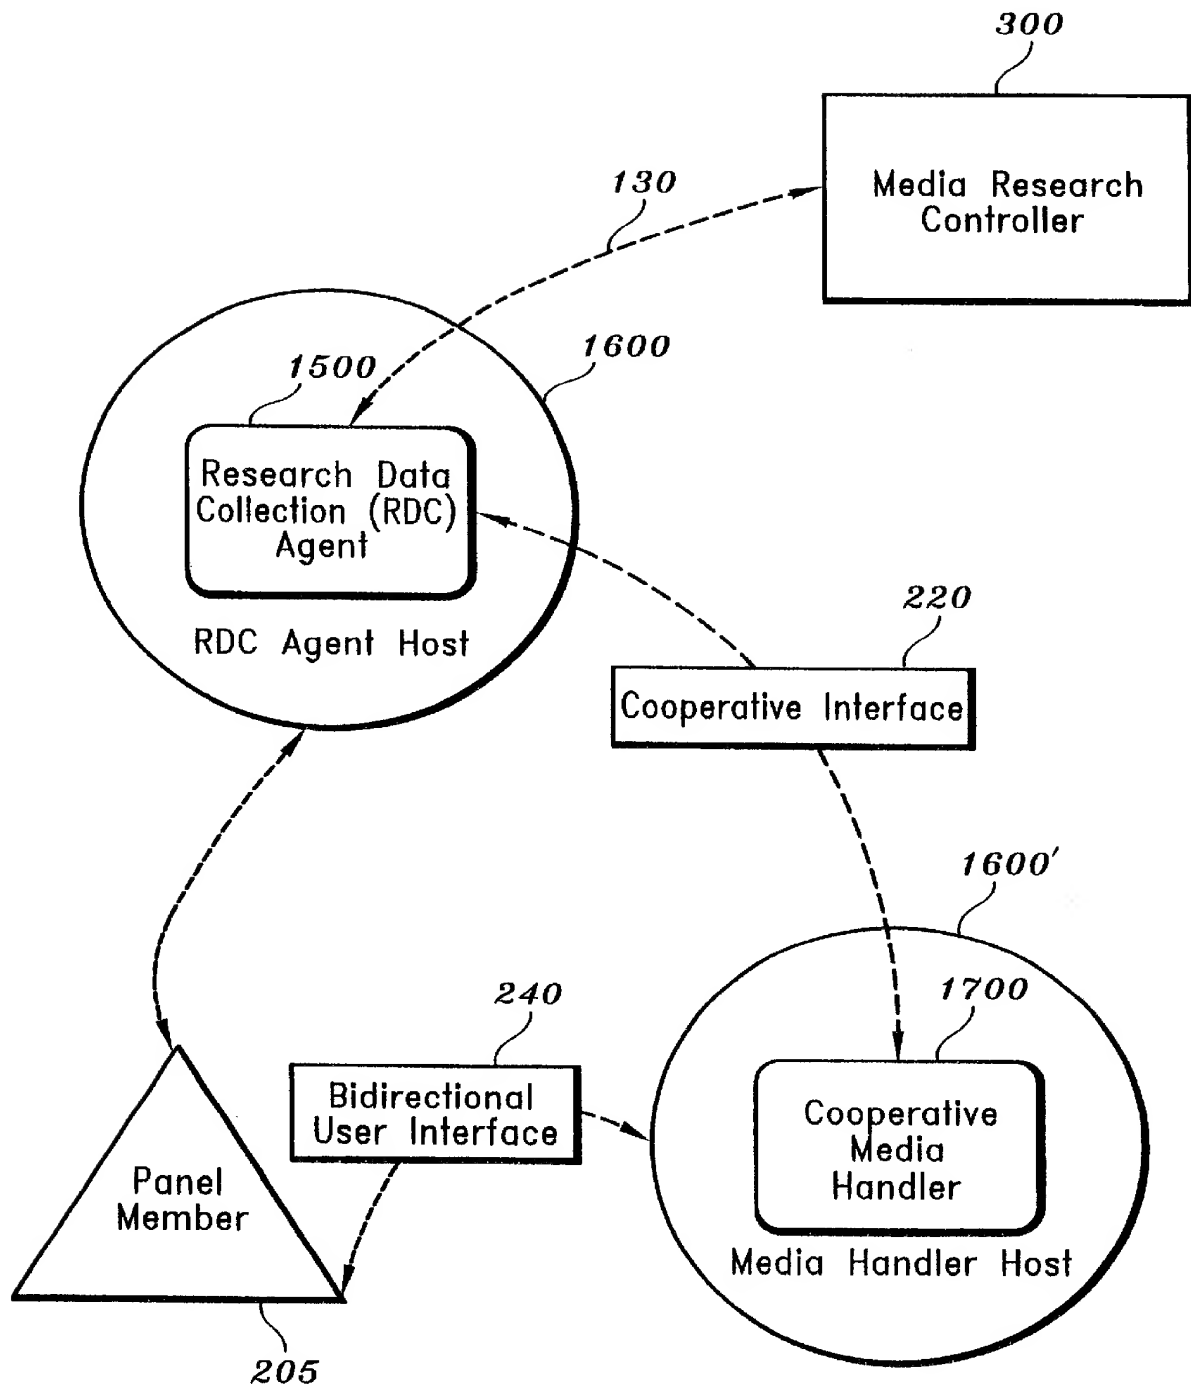 300
Media Research
Controller
130
1600
1500
Research Data
Collection (RDC)
Agent
RDC Agent Host
220
Cooperative Interface
1600'
1700
Cooperative
Media
Handler
Media Handler Host
240
Bidirectional
User Interface
Panel
Member
205